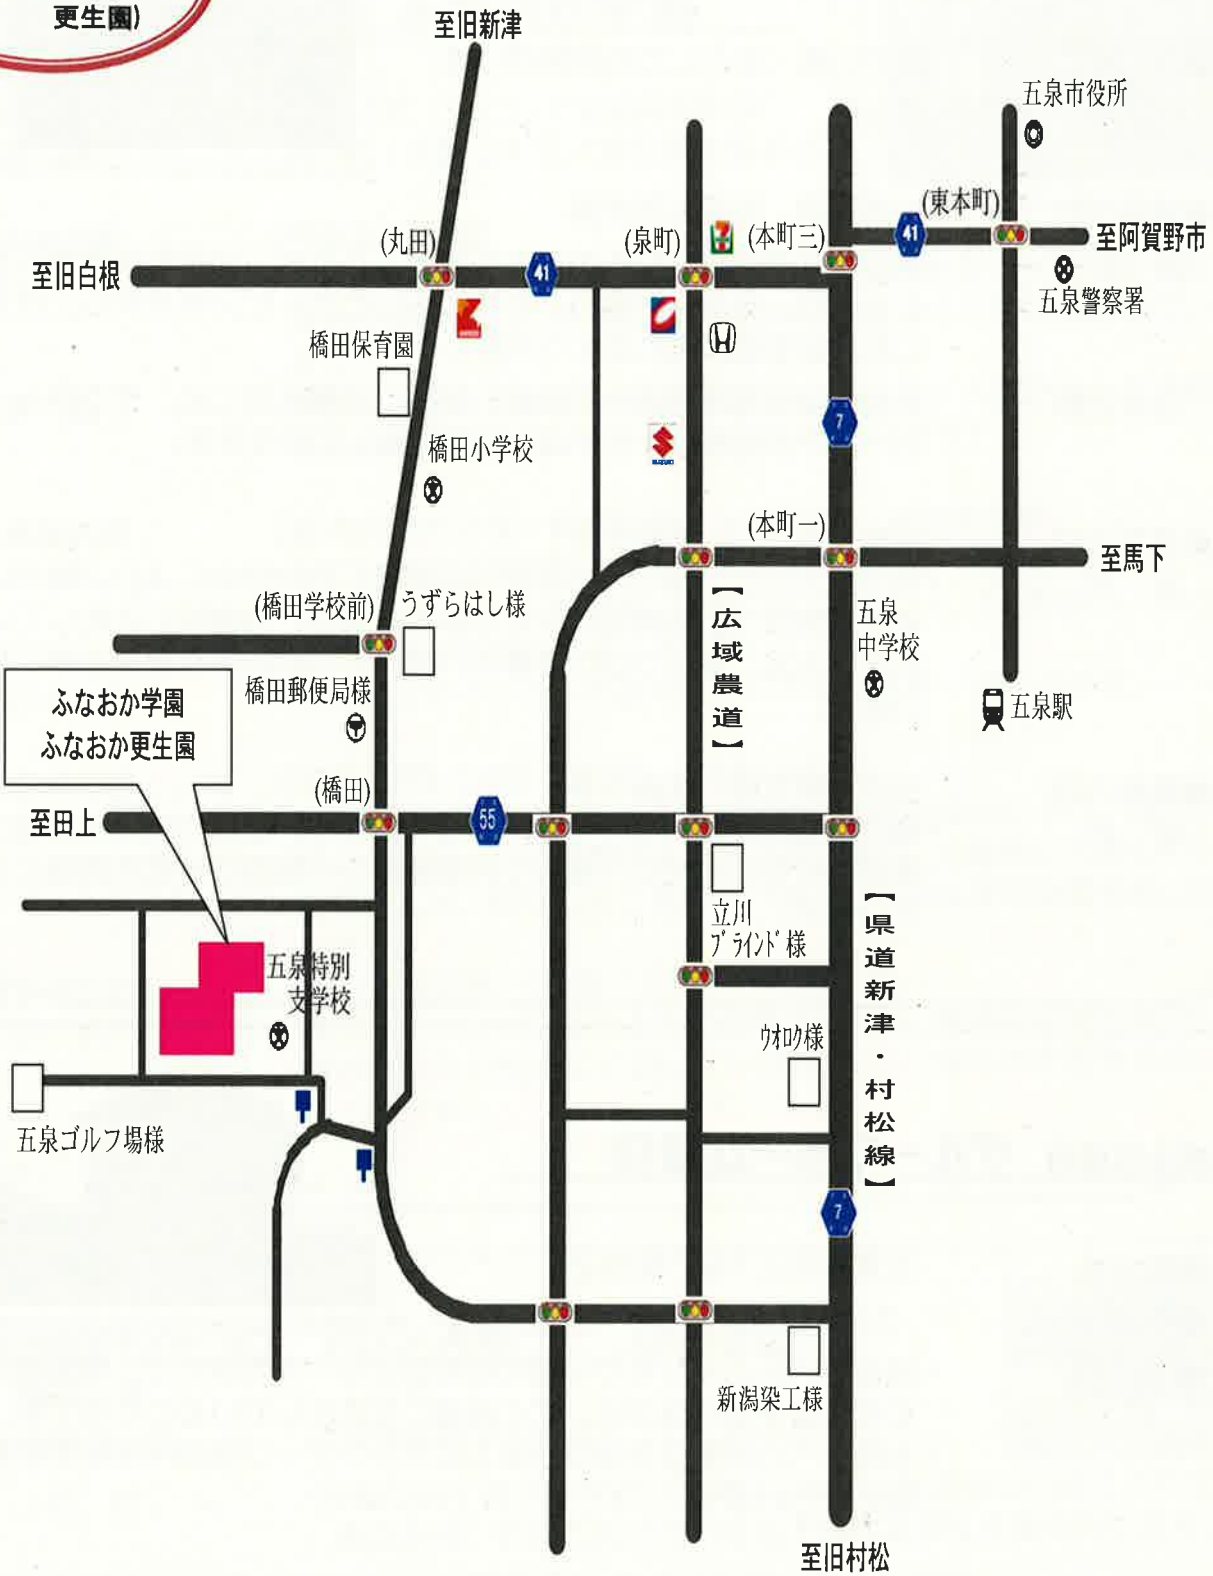 更生園)
至旧新津
五泉市役所
(東本町)
(丸田)
(泉町)
(本町三)
41
至阿賀野市
至旧白根
41
五泉警察署
橋田保育園
7
橋田小学校
SUZUKI
(本町一)
至馬下
(橋田学校前)
うずらはし様
【広域農道】
五泉
中学校
ふなおか学園
ふなおか更生園
橋田郵便局様
五泉駅
(橋田)
至田上
55
立川
ブラインド様
【県道新津・村松線】
五泉特別
支学校
ウオロク様
五泉ゴルフ場様
7
新潟染工様
至旧村松